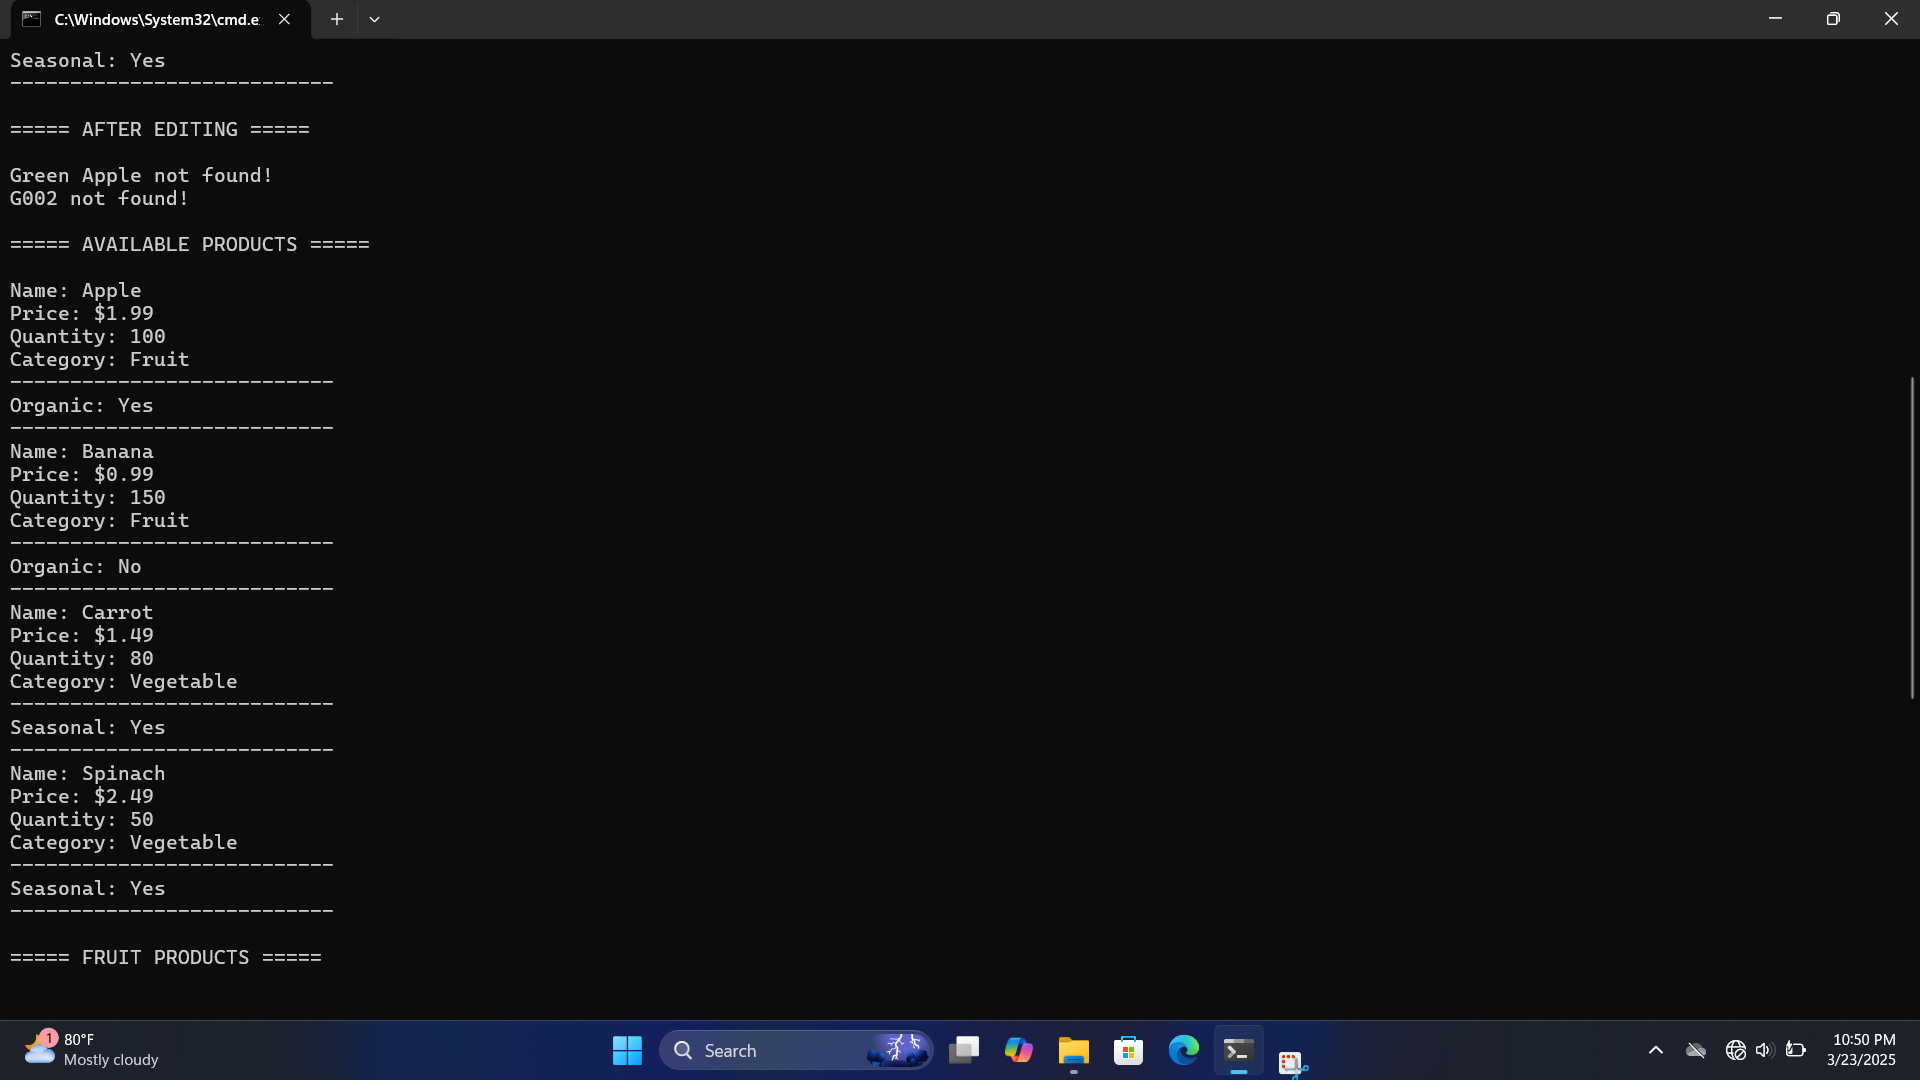 C:\Windows\System32\cmd.e
Seasonal: Yes
---------------------------
===== AFTER EDITING =====
Green Apple not found!
G002 not found!
===== AVAILABLE PRODUCTS =====
Name: Apple
Price: $1.99
Quantity: 100
Category: Fruit
---------------------------
Organic: Yes
---------------------------
Name: Banana
Price: $0.99
Quantity: 150
Category: Fruit
---------------------------
Organic: No
---------------------------
Name: Carrot
Price: $1.49
Quantity: 80
Category: Vegetable
---------------------------
Seasonal: Yes
---------------------------
Name: Spinach
Price: $2.49
Quantity: 50
Category: Vegetable
---------------------------
Seasonal: Yes
---------------------------
===== FRUIT PRODUCTS =====
1
80°F
Mostly cloudy
Search
10:50 PM
3/23/2025